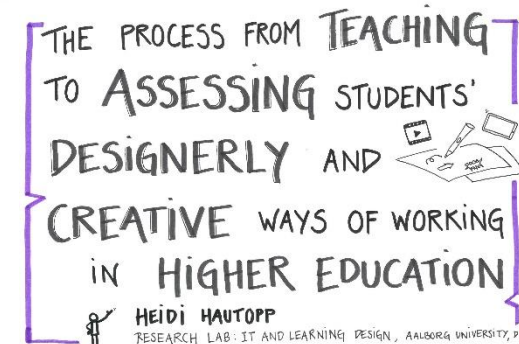 THE PROCESS FROM TEACHING
TO ASSESSING STUDENTS'
DESIGNERLY AND
CREATIVE WAYS OF WORKING
IN HIGHER EDUCATION
HEIDI HAUTOPP
RESEARCH LAB: IT AND LEARNING DESIGN, AALBORG UNIVERSITY,